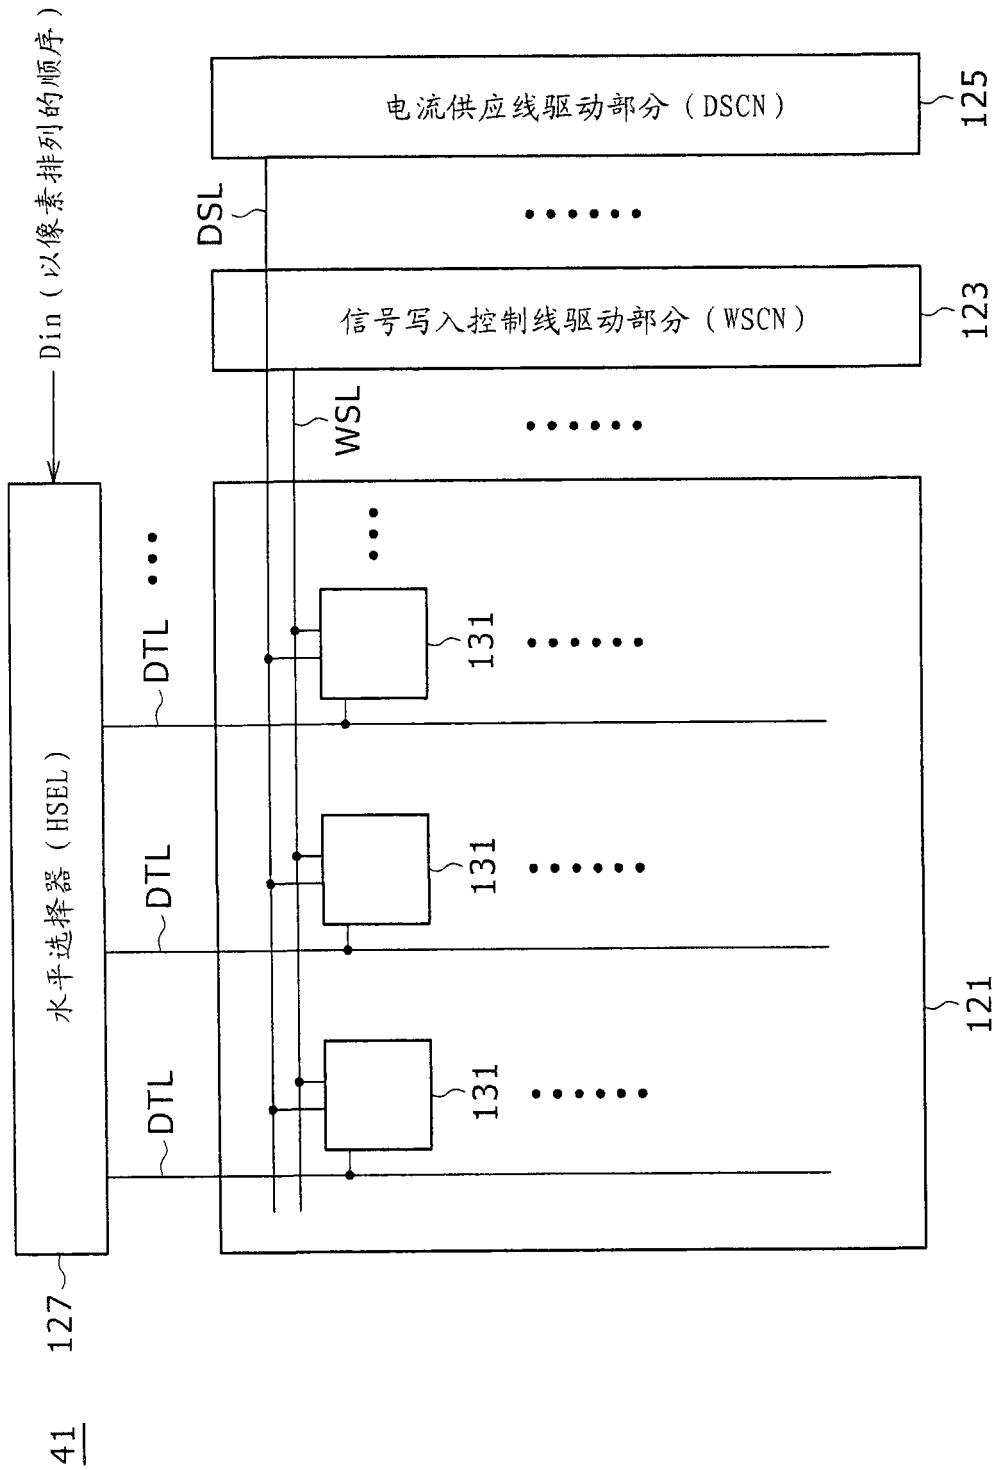 41
127
水平选择器(HSEL)
Din(以像素排列的顺序)
DTL
DTL
DTL
DSL
WSL
131
131
131
信号写入控制线驱动部分(WSCN)
电流供应线驱动部分(DSCN)
121
123
125